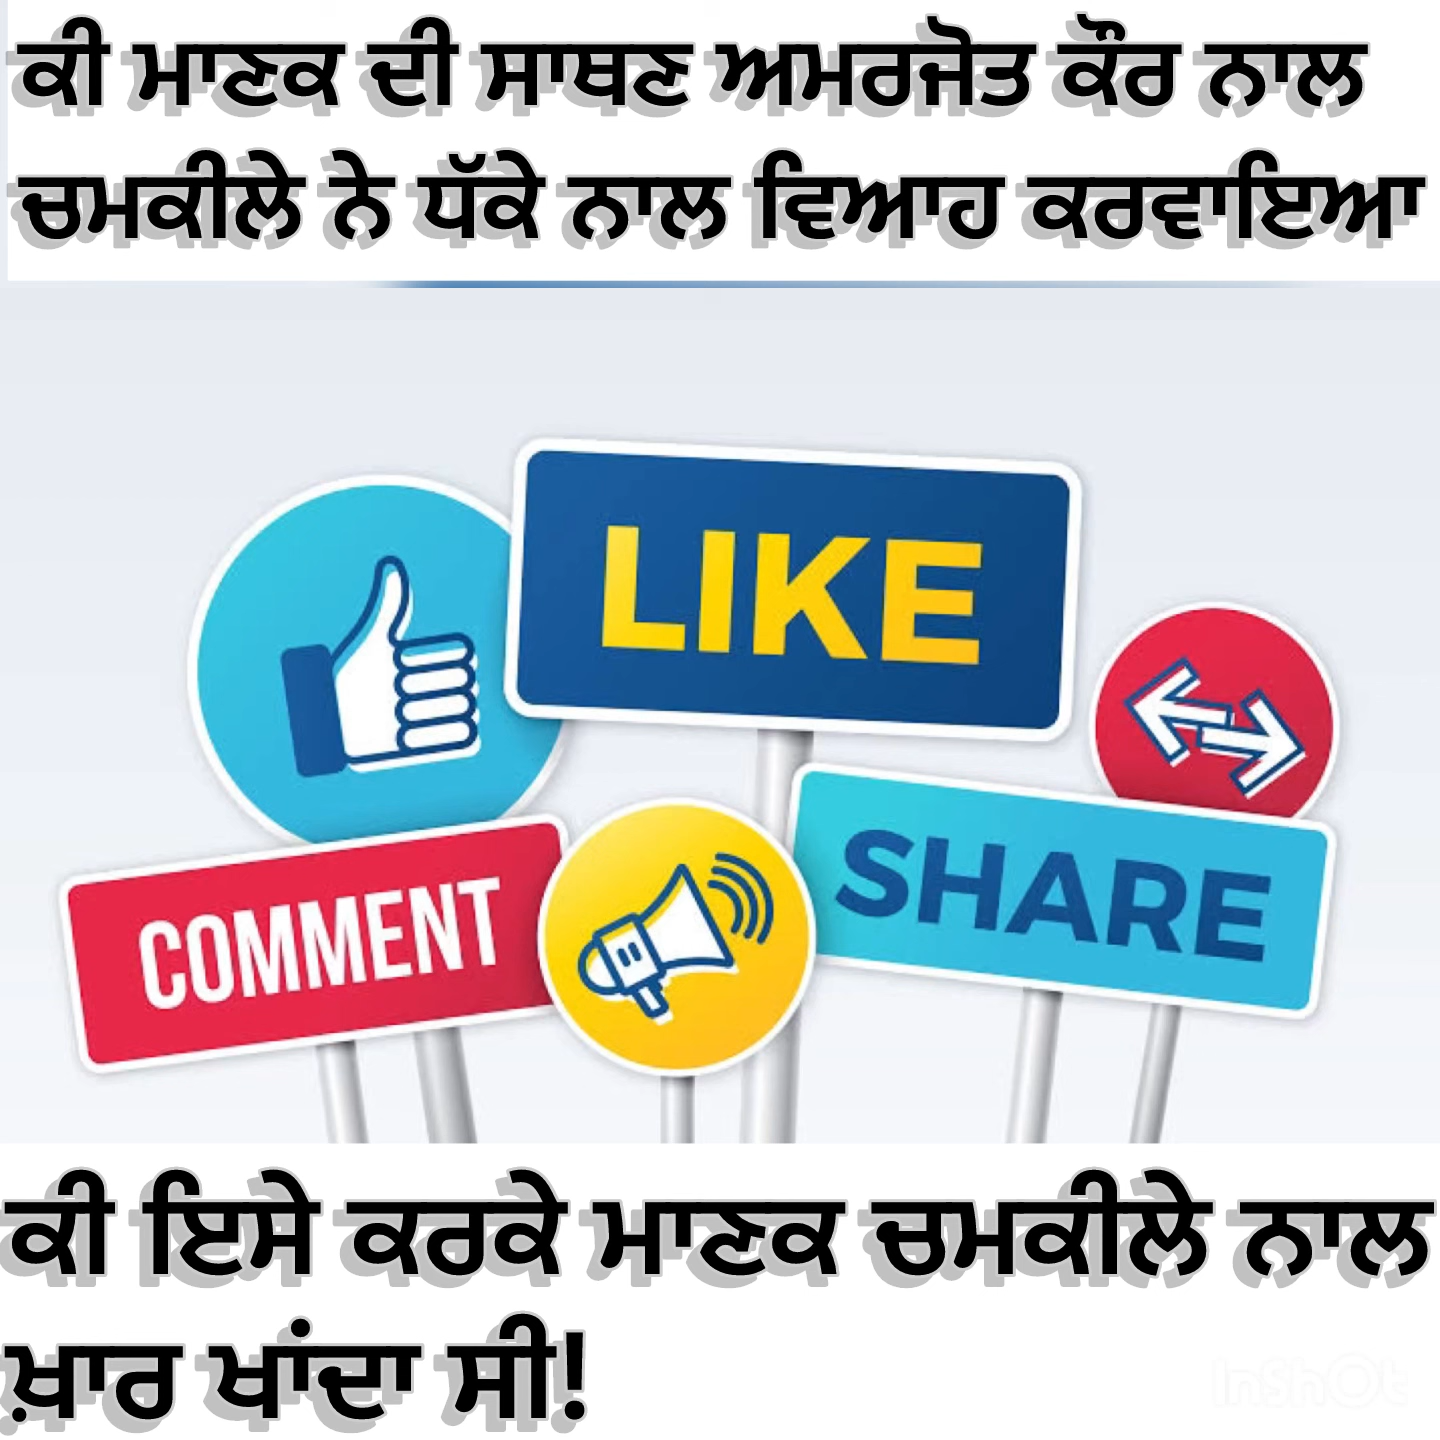 ਕੀ ਮਾਣਕ ਦੀ ਸਾਥਣ ਅਮਰਜੋਤ ਕੌਰ ਨਾਲ
ਚਮਕੀਲੇ ਨੇ ਧੱਕੇ ਨਾਲ ਵਿਆਹ ਕਰਵਾਇਆ
LIKE
COMMENT
SHARE
ਕੀ ਇਸੇ ਕਰਕੇ ਮਾਣਕ ਚਮਕੀਲੇ ਨਾਲ
ਖ਼ਾਰ ਖਾਂਦਾ ਸੀ!
InShOt